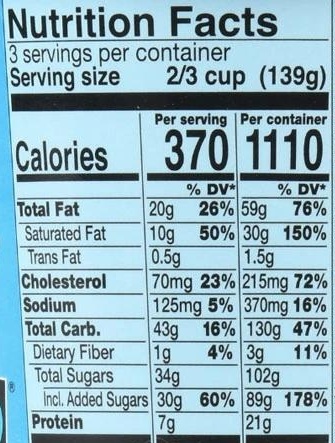 Nutrition Facts
3 servings per container
Serving size 2/3 cup (139g)
Per serving Per container
Calories 370 1110
% DV* % DV*
Total Fat 20g 26% 59g 76%
Saturated Fat 10g 50% 30g 150%
Trans Fat 0.5g 1.5g
Cholesterol 70mg 23% 215mg 72%
Sodium 125mg 5% 370mg 16%
Total Carb. 43g 16% 130g 47%
Dietary Fiber 1g 4% 3g 11%
Total Sugars 34g 102g
Incl. Added Sugars 30g 60% 89g 178%
Protein 7g 21g
®